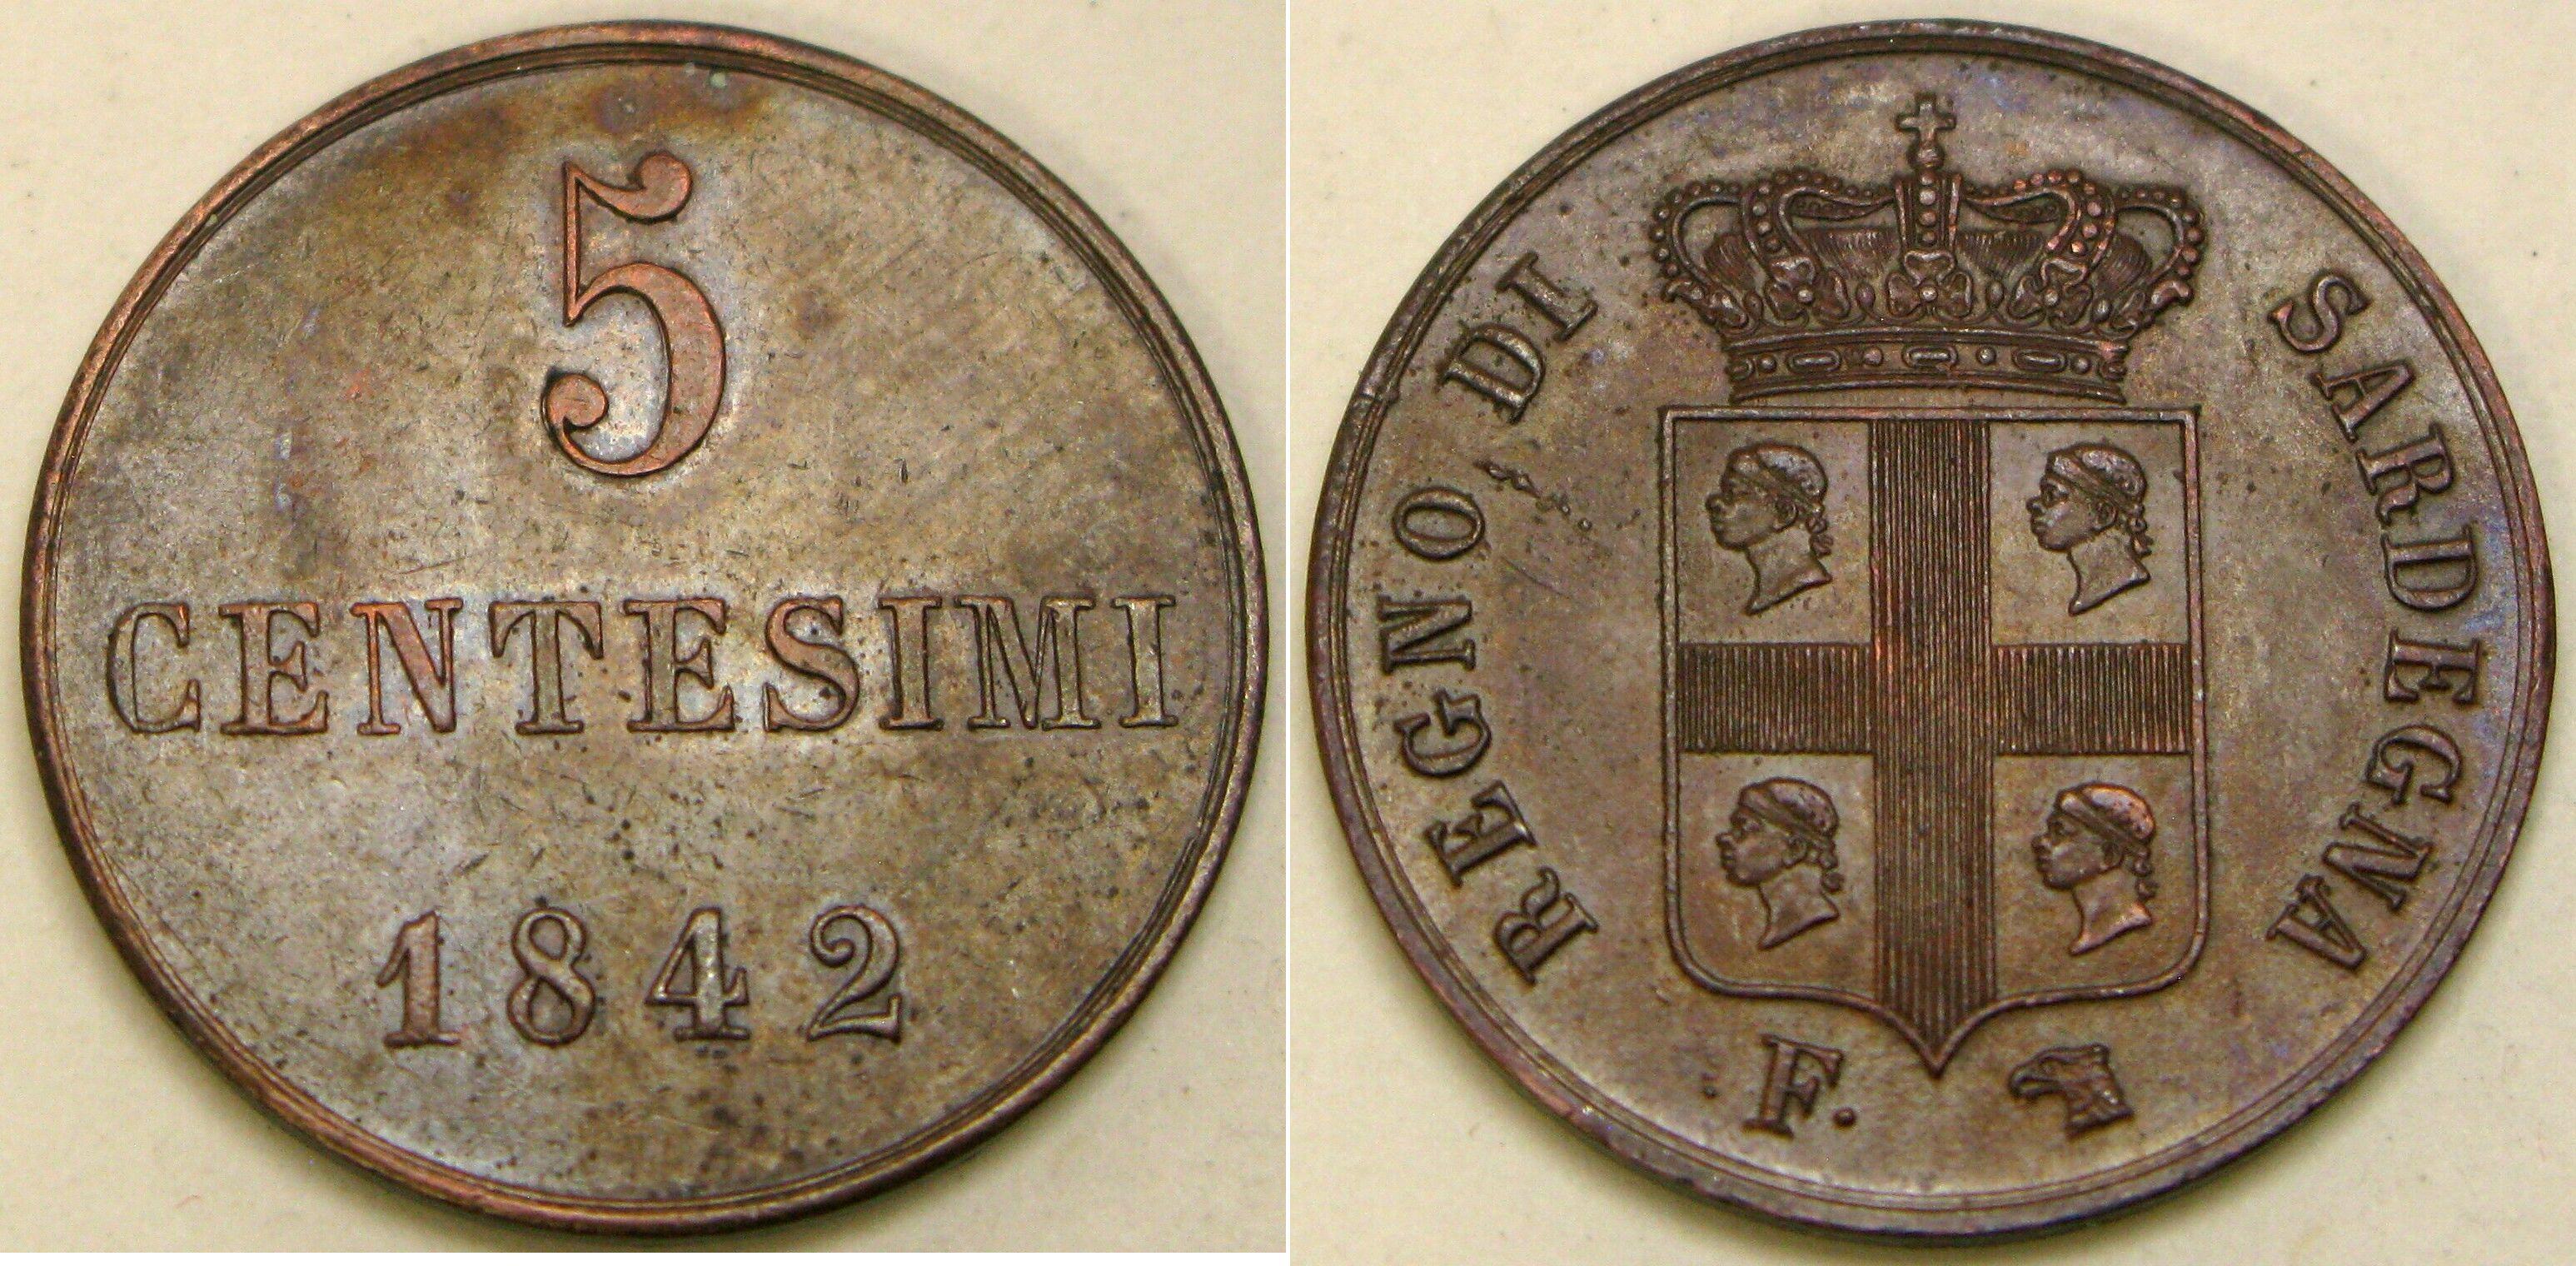 5
CENTESIMI
1842
REGNO DI SARDEGNA
F.